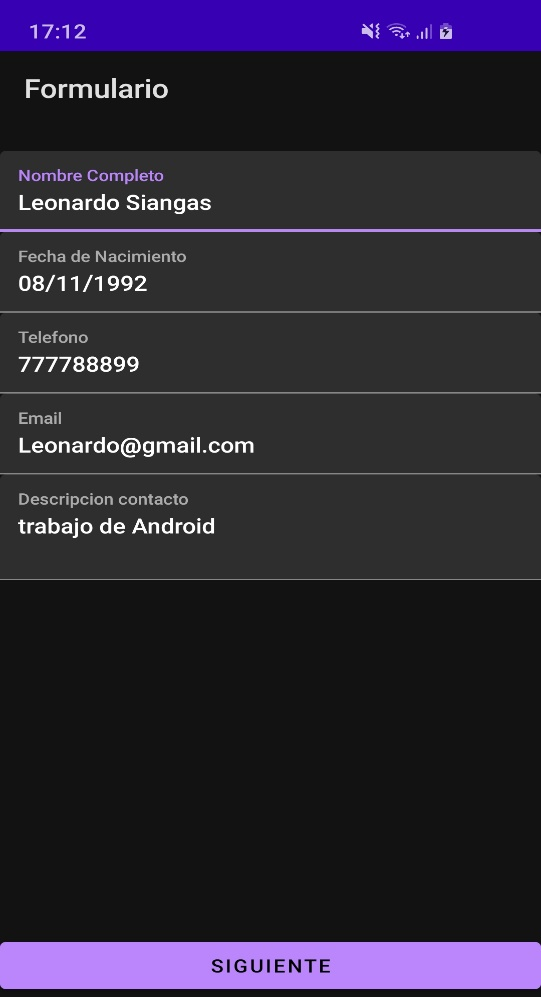 17:12
Formulario
Nombre Completo
Leonardo Siangas
Fecha de Nacimiento
08/11/1992
Telefono
777788899
Email
Leonardo@gmail.com
Descripcion contacto
trabajo de Android
SIGUIENTE